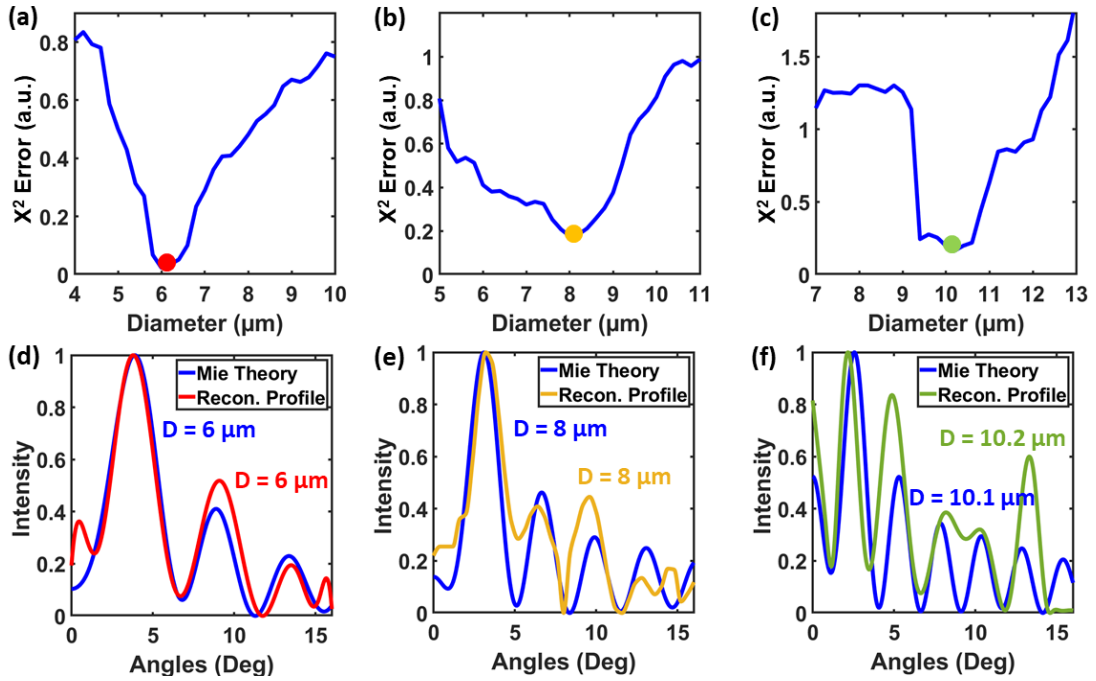 (a)
X² Error (a.u.)
0.8
0.6
0.4
0.2
0
4 5 6 7 8 9 10
Diameter (µm)
(b)
X² Error (a.u.)
1
0.8
0.6
0.4
0.2
0
5 6 7 8 9 10 11
Diameter (µm)
(c)
X² Error (a.u.)
1.5
1
0.5
0
7 8 9 10 11 12 13
Diameter (µm)
(d)
Intensity
1
0.8
0.6
0.4
0.2
0
0 5 10 15
Angles (Deg)
Mie Theory
Recon. Profile
D = 6 µm
D = 6 µm
(e)
Intensity
1
0.8
0.6
0.4
0.2
0
0 5 10 15
Angles (Deg)
Mie Theory
Recon. Profile
D = 8 µm
D = 8 µm
(f)
Intensity
1
0.8
0.6
0.4
0.2
0
0 5 10 15
Angles (Deg)
Mie Theory
Recon. Profile
D = 10.2 µm
D = 10.1 µm